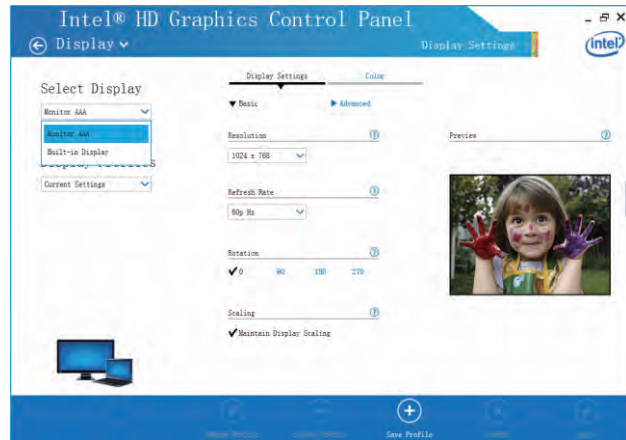 Intel® HD Graphics Control Panel
Display
Display Settings
intel
Select Display
Monitor AAA
Monitor AAA
Built-in Display
Current Settings
Display Settings
Color
Basic
Advanced
Resolution
1024 x 768
Refresh Rate
60p Hz
Rotation
0
90
180
270
Scaling
Maintain Display Scaling
Preview
Save Profile